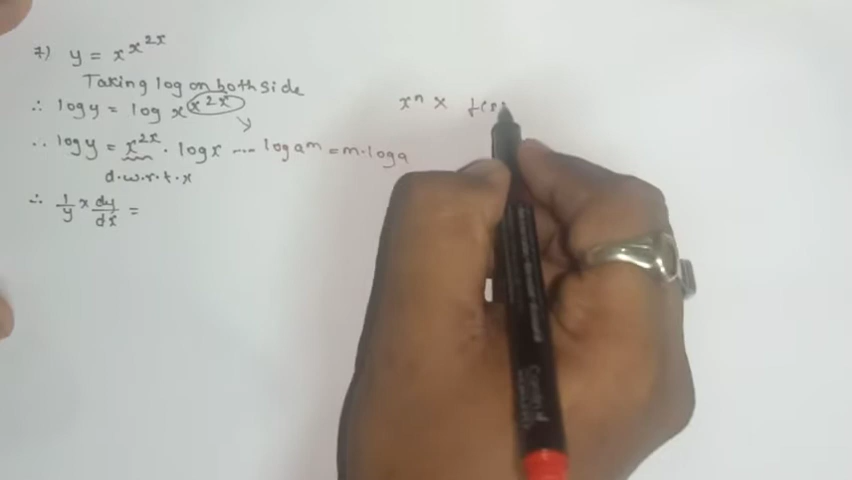 7) y = x^x^2x
Taking log on both side
∴ log y = log x^x^2x
y
∴ log y = x^2x · log x ---- log a^m = m·log a
d·w·r·t·x
∴ 1/y × dy/dx =
x^n ×